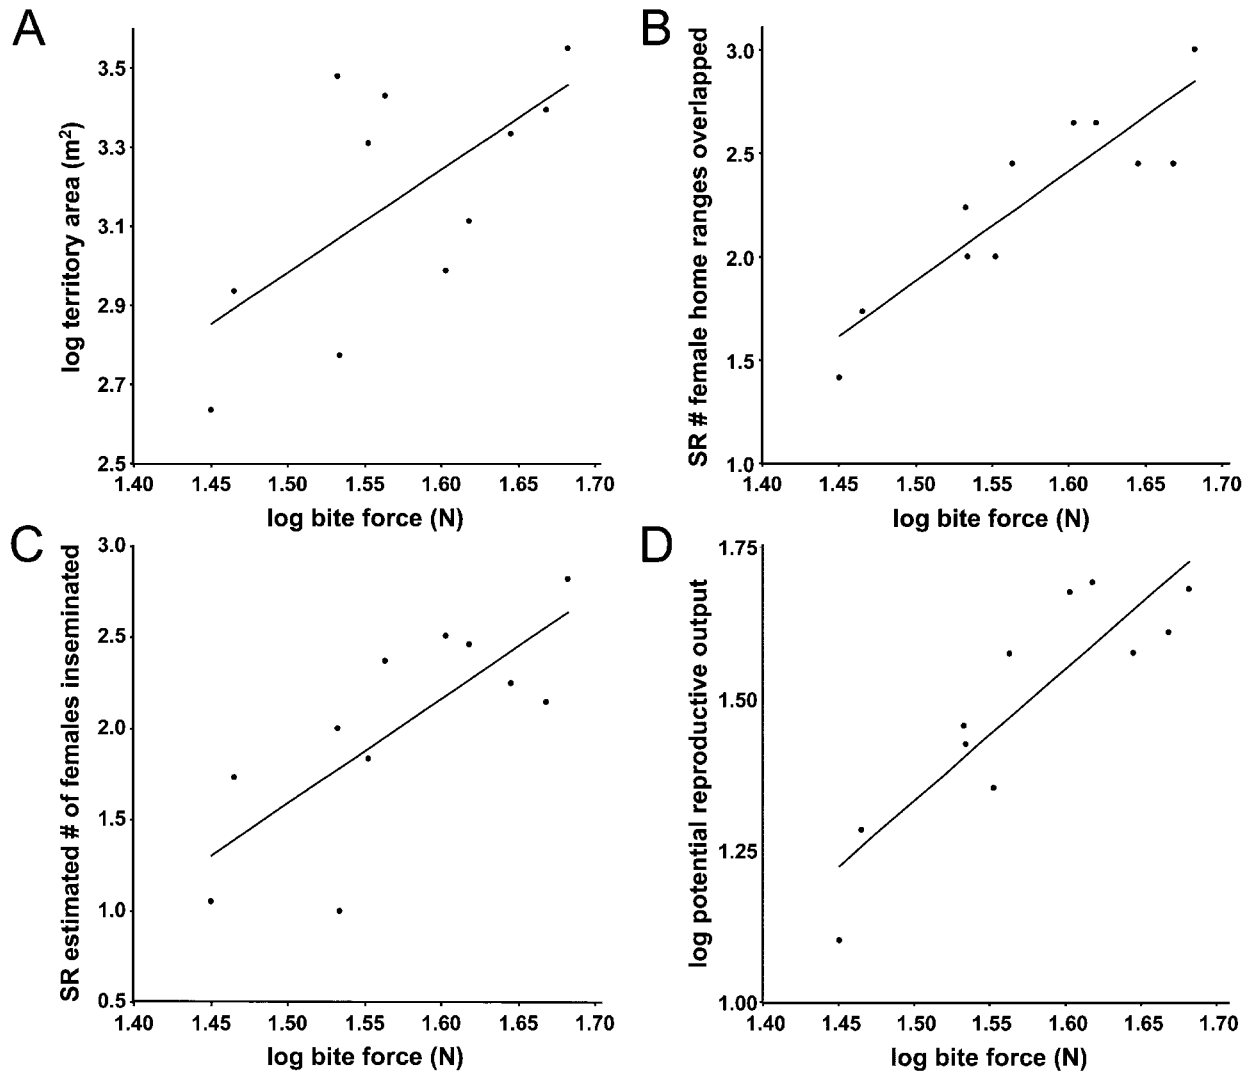 A
log territory area (m²)
3.5
3.3
3.1
2.9
2.7
2.5
1.40 1.45 1.50 1.55 1.60 1.65 1.70
log bite force (N)
B
SR # female home ranges overlapped
3.0
2.5
2.0
1.5
1.0
1.40 1.45 1.50 1.55 1.60 1.65 1.70
log bite force (N)
C
SR estimated # of females inseminated
3.0
2.5
2.0
1.5
1.0
0.5
1.40 1.45 1.50 1.55 1.60 1.65 1.70
log bite force (N)
D
log potential reproductive output
1.75
1.50
1.25
1.00
1.40 1.45 1.50 1.55 1.60 1.65 1.70
log bite force (N)